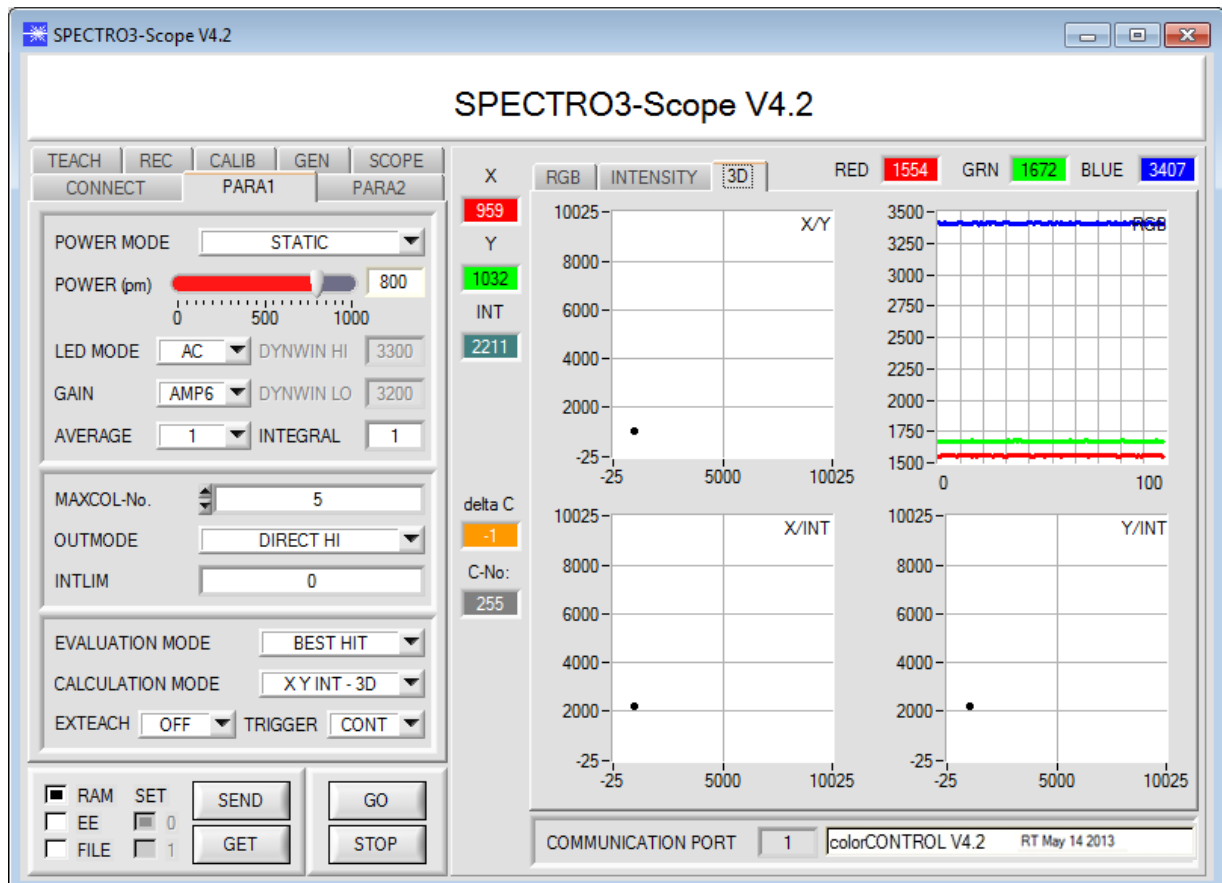 SPECTRO3-Scope V4.2
SPECTRO3-Scope V4.2
TEACH REC CALIB GEN SCOPE
CONNECT PARA1 PARA2
POWER MODE STATIC
POWER (pm) 800
0 500 1000
LED MODE AC DYNWIN HI 3300
GAIN AMP6 DYNWIN LO 3200
AVERAGE 1 INTEGRAL 1
MAXCOL-No. 5
OUTMODE DIRECT HI
INTLIM 0
EVALUATION MODE BEST HIT
CALCULATION MODE X Y INT - 3D
EXTEACH OFF TRIGGER CONT
RAM SET SEND GO
EE 0
FILE 1 GET STOP
X
959
Y
1032
INT
2211
delta C
-1
C-No:
255
RGB INTENSITY 3D RED 1554 GRN 1672 BLUE 3407
X/Y
10025
8000
6000
4000
2000
-25
-25 5000 10025
RGB
3500
3250
3000
2750
2500
2250
2000
1750
1500
0 100
X/INT
10025
8000
6000
4000
2000
-25
-25 5000 10025
Y/INT
10025
8000
6000
4000
2000
-25
-25 5000 10025
COMMUNICATION PORT 1 colorCONTROL V4.2 RT May 14 2013